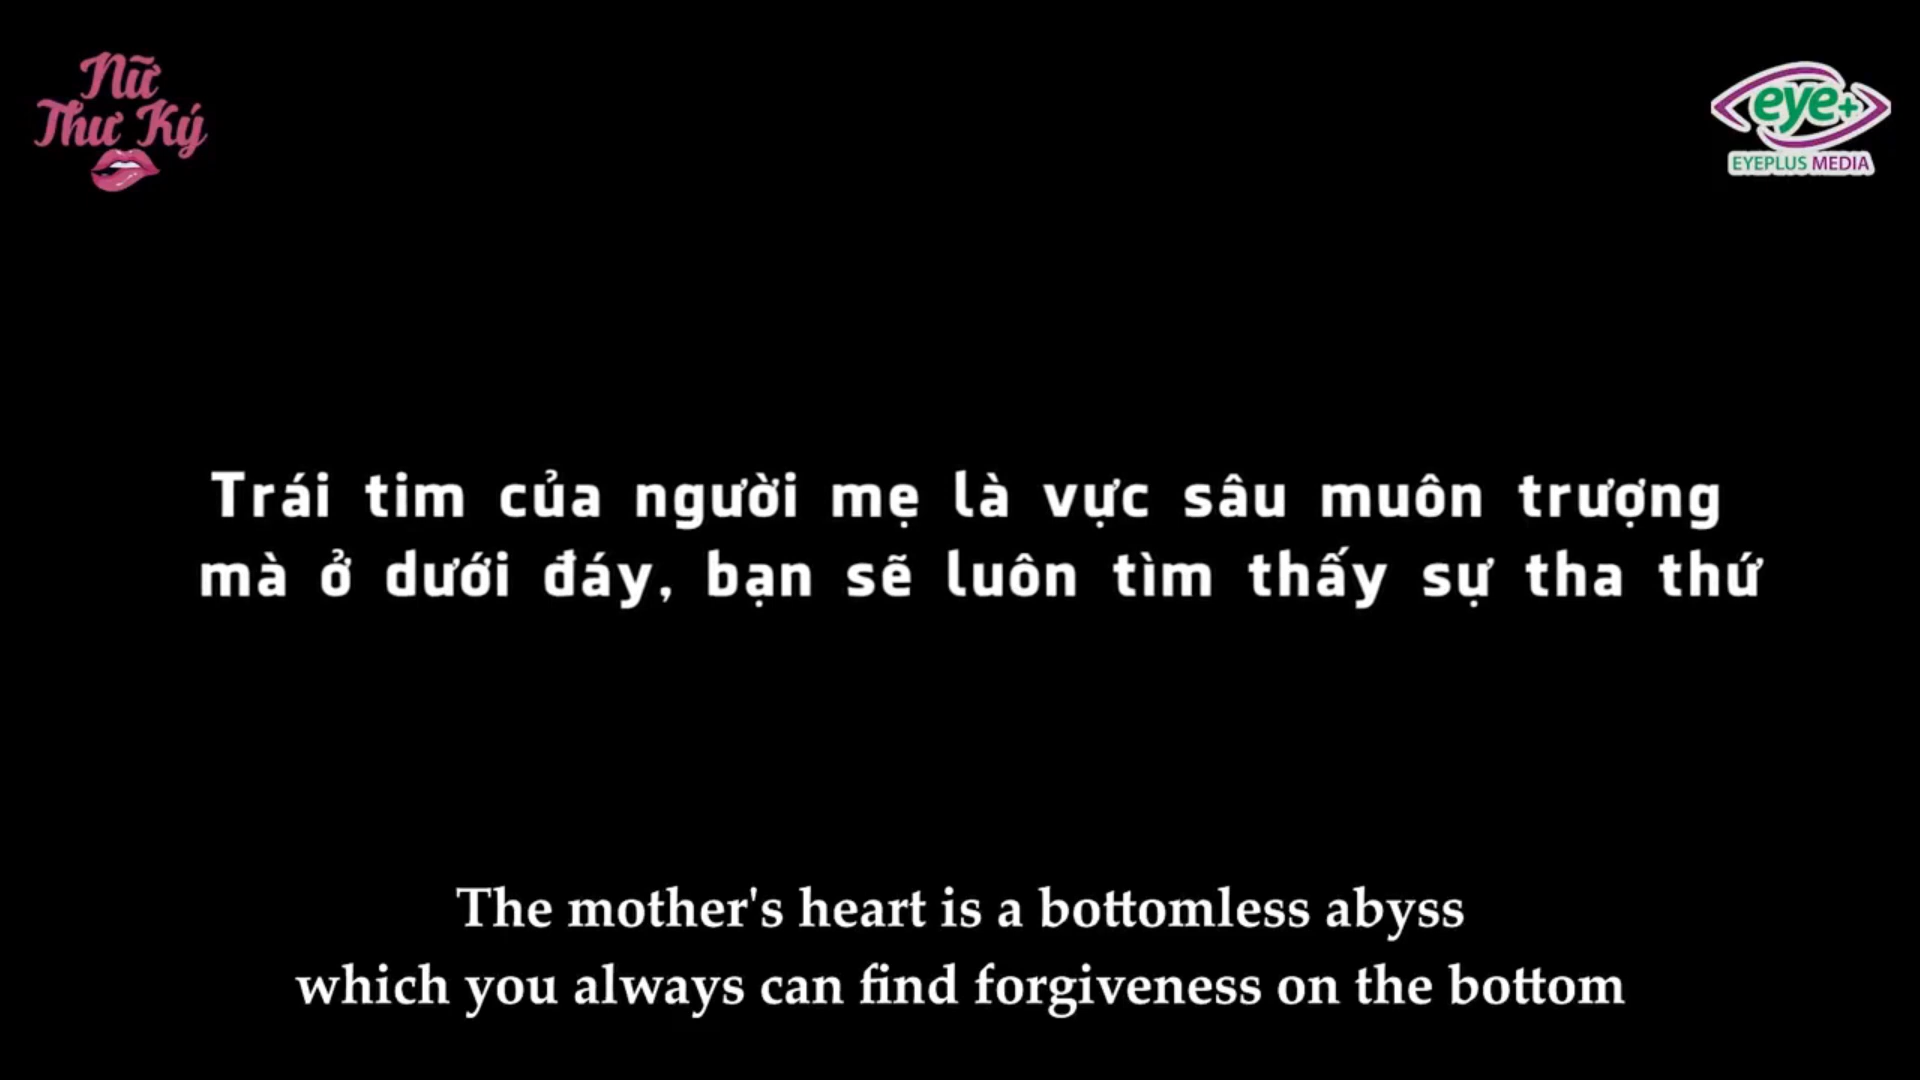 Nữ
Thư Ký
eye+
EYEPLUS MEDIA
Trái tim của người mẹ là vực sâu muôn trượng
mà ở dưới đáy, bạn sẽ luôn tìm thấy sự tha thứ
The mother's heart is a bottomless abyss
which you always can find forgiveness on the bottom